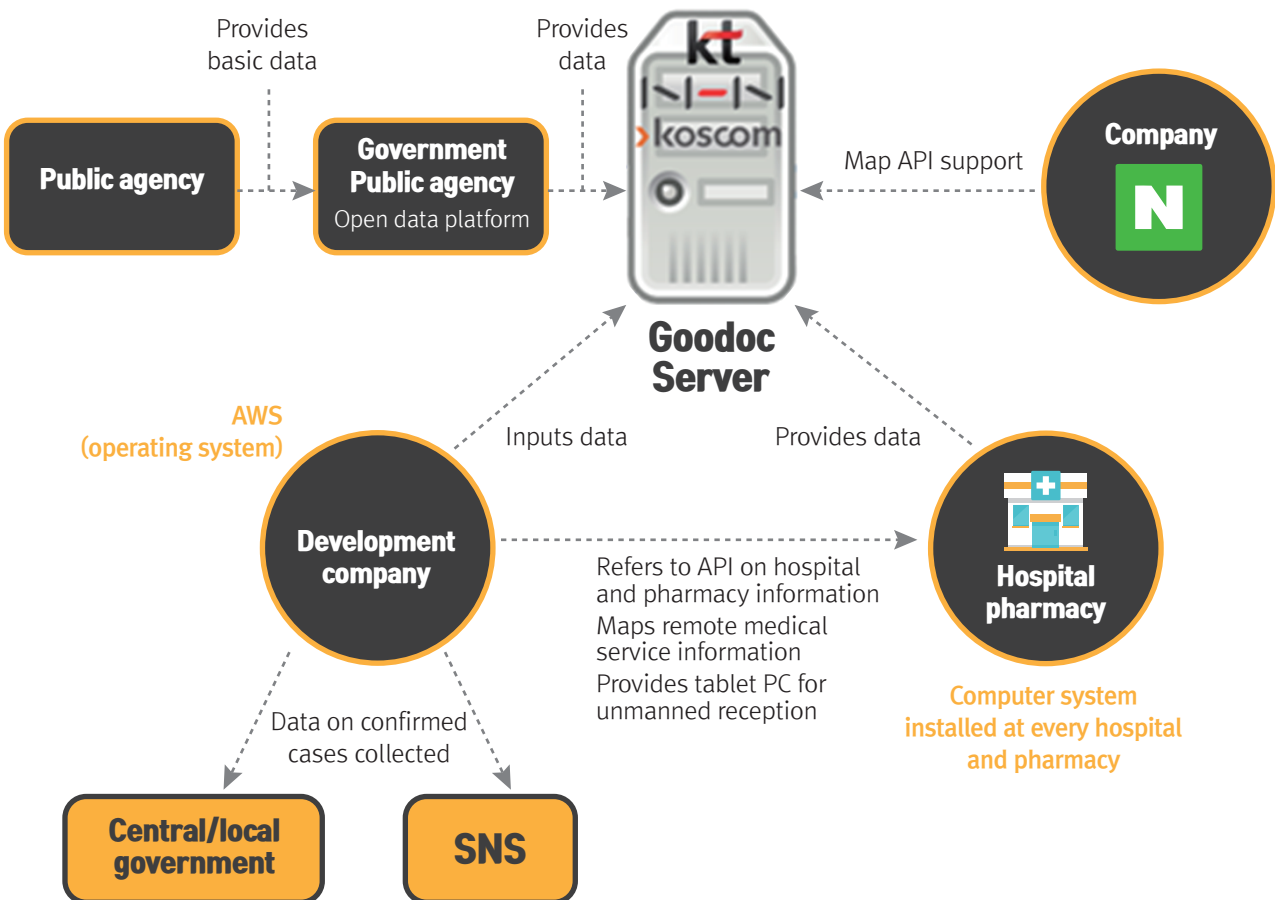 Provides
basic data
Provides
data
kt
koscom
Public agency
Government
Public agency
Open data platform
Map API support
Company
N
Goodoc
Server
AWS
(operating system)
Inputs data
Provides data
Development
company
Refers to API on hospital
and pharmacy information
Maps remote medical
service information
Provides tablet PC for
unmanned reception
Hospital
pharmacy
Computer system
installed at every hospital
and pharmacy
Data on confirmed
cases collected
Central/local
government
SNS